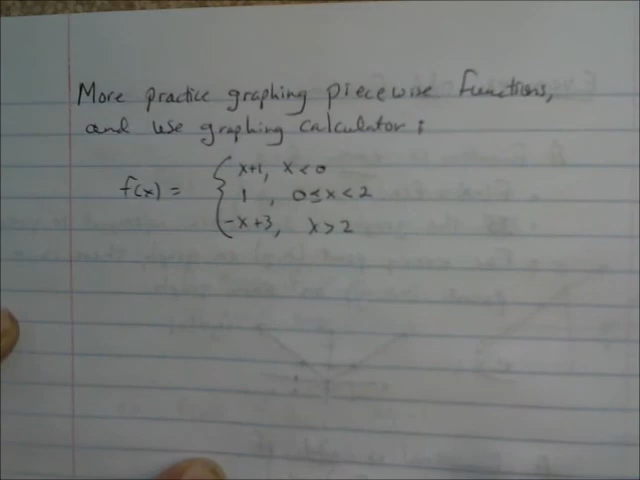 More practice graphing piecewise functions,
and use graphing calculator:
f(x) = { x+1, x < 0
1 , 0 ≤ x < 2
-x+3, x > 2